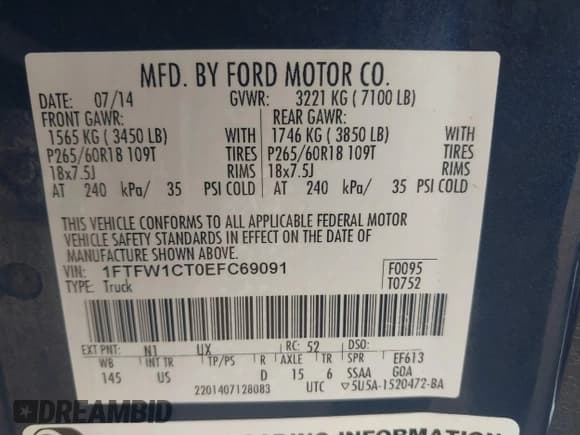 MFD. BY FORD MOTOR CO.
DATE: 07/14 GVWR: 3221 KG ( 7100 LB)
FRONT GAWR: REAR GAWR:
1565 KG ( 3450 LB) WITH 1746 KG ( 3850 LB) WITH
P265/60R18 109T TIRES P265/60R18 109T TIRES
18x7.5J RIMS 18x7.5J RIMS
AT 240 kPa/ 35 PSI COLD AT 240 kPa/ 35 PSI COLD
THIS VEHICLE CONFORMS TO ALL APPLICABLE FEDERAL MOTOR
VEHICLE SAFETY STANDARDS IN EFFECT ON THE DATE OF
MANUFACTURE SHOWN ABOVE.
VIN: 1FTFW1CT0EFC69091 F0095
TYPE: Truck T0752
EXT PNT: N1 UX RC: 52 DSO:
WB INT TR TP/PS R AXLE TR SPR EF613
145 US D 15 6 SSAA GOA
2201407128083 UTC ▽5U5A-1520472-BA
DREAMBID
LOADING INFORMATION